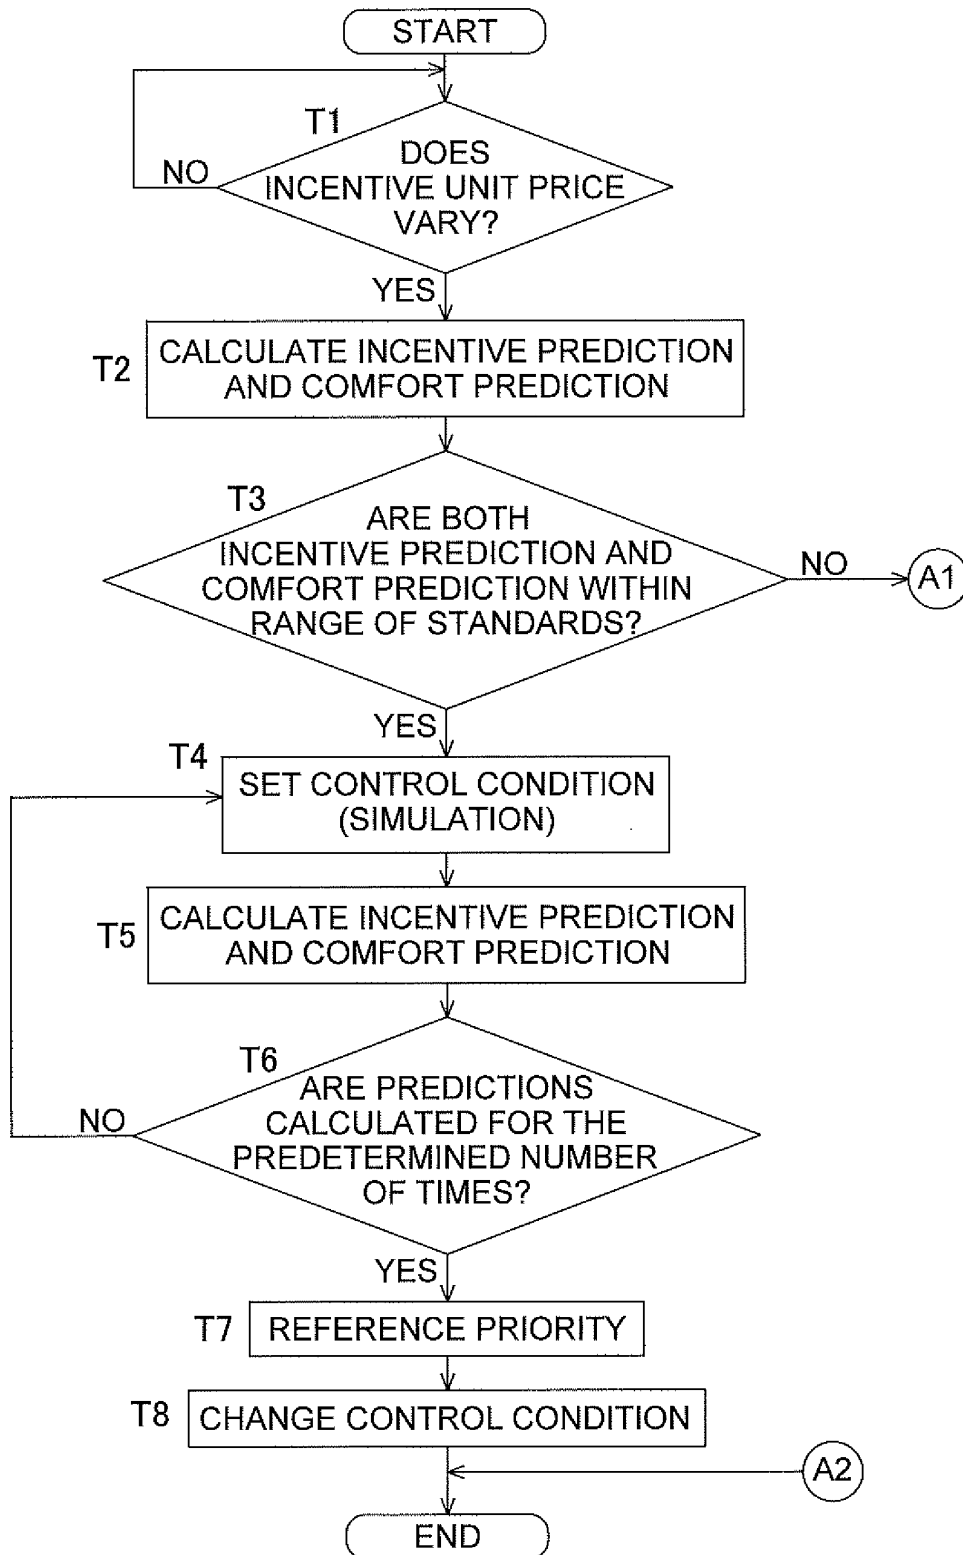 START
T1
DOES
INCENTIVE UNIT PRICE
VARY?
NO
YES
T2
CALCULATE INCENTIVE PREDICTION
AND COMFORT PREDICTION
T3
ARE BOTH
INCENTIVE PREDICTION AND
COMFORT PREDICTION WITHIN
RANGE OF STANDARDS?
NO
A1
YES
T4
SET CONTROL CONDITION
(SIMULATION)
T5
CALCULATE INCENTIVE PREDICTION
AND COMFORT PREDICTION
T6
ARE PREDICTIONS
CALCULATED FOR THE
PREDETERMINED NUMBER
OF TIMES?
NO
YES
T7
REFERENCE PRIORITY
T8
CHANGE CONTROL CONDITION
A2
END